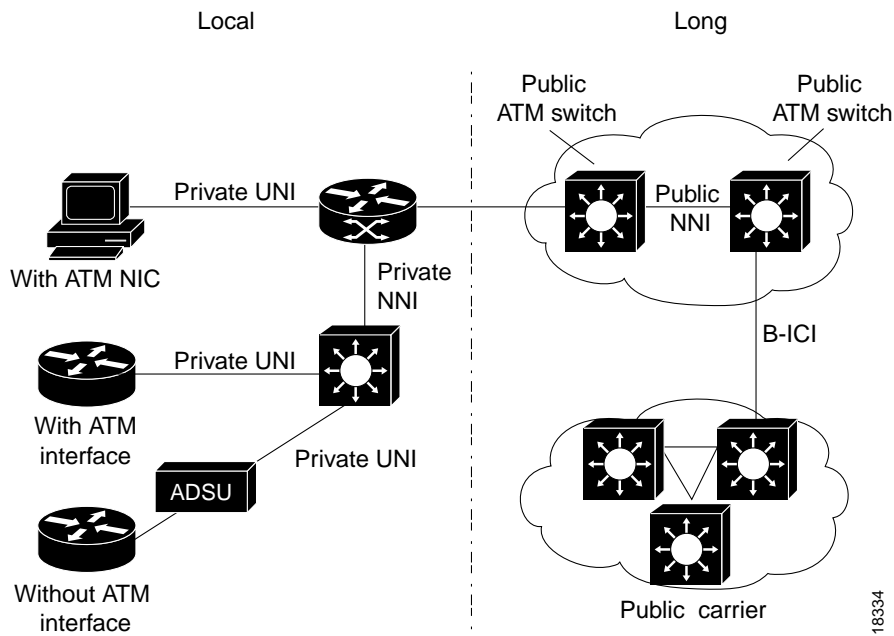 Local
Long
Public
ATM switch
Public
ATM switch
Private UNI
Public
NNI
With ATM NIC
Private
NNI
B-ICI
Private UNI
With ATM
interface
Private UNI
ADSU
Without ATM
interface
Public carrier
18334